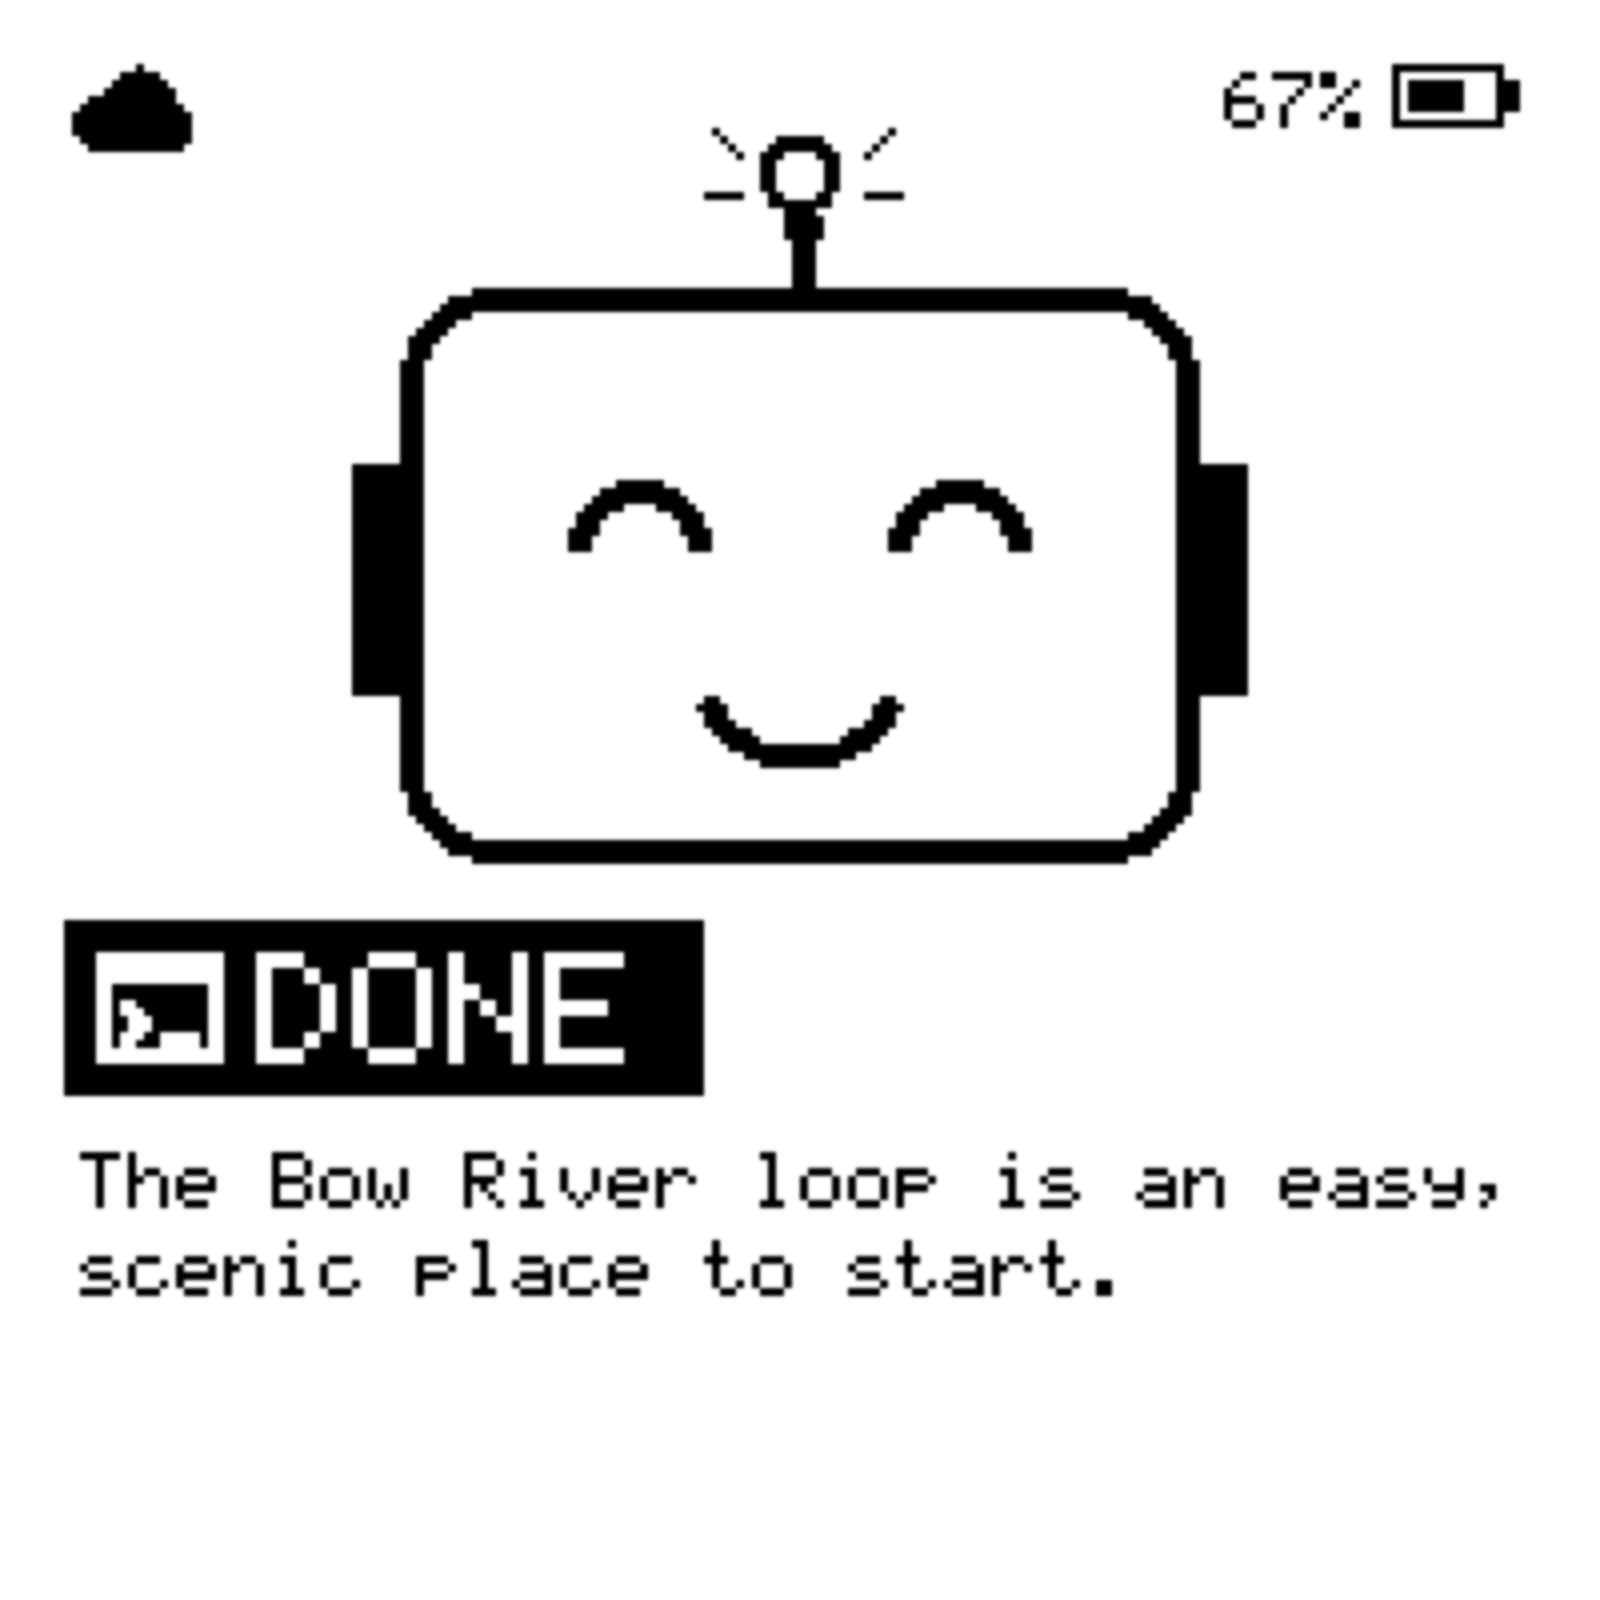 67%
DONE
The Bow River loop is an easy,
scenic place to start.